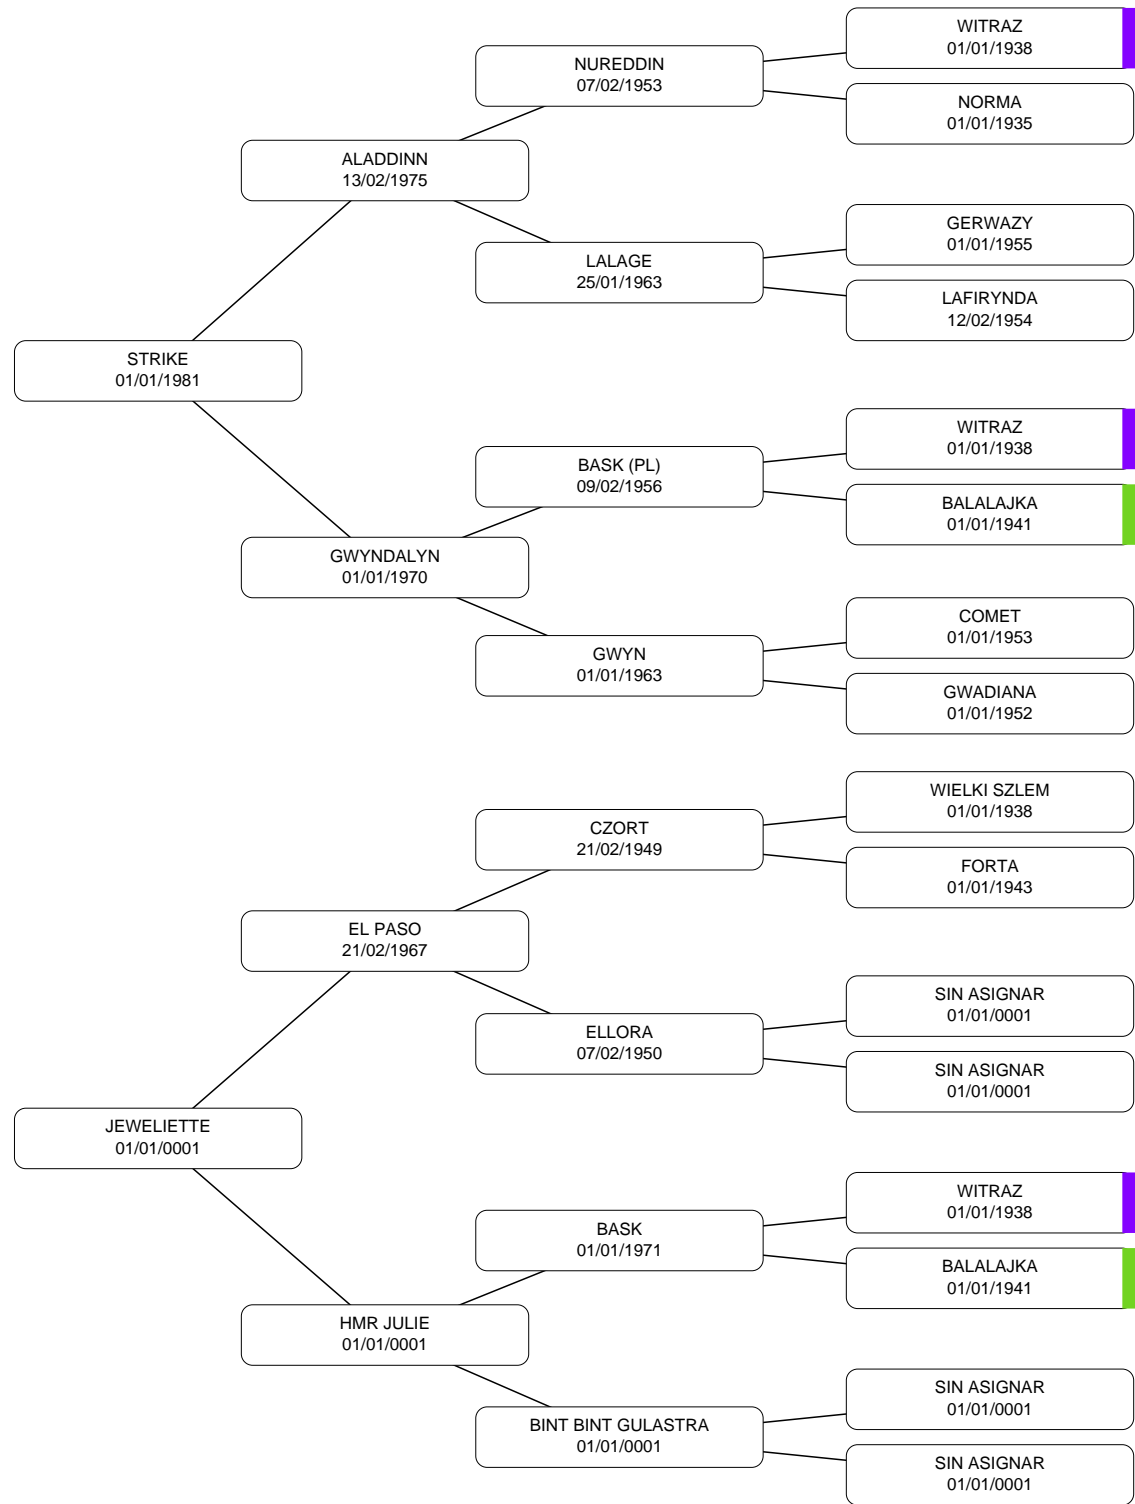 WITRAZ
01/01/1938
NUREDDIN
07/02/1953
NORMA
01/01/1935
ALADDINN
13/02/1975
GERWAZY
01/01/1955
LALAGE
25/01/1963
LAFIRYNDA
12/02/1954
STRIKE
01/01/1981
WITRAZ
01/01/1938
BASK (PL)
09/02/1956
BALALAJKA
01/01/1941
GWYNDALYN
01/01/1970
COMET
01/01/1953
GWYN
01/01/1963
GWADIANA
01/01/1952
WIELKI SZLEM
01/01/1938
CZORT
21/02/1949
FORTA
01/01/1943
EL PASO
21/02/1967
SIN ASIGNAR
01/01/0001
ELLORA
07/02/1950
SIN ASIGNAR
01/01/0001
JEWELIETTE
01/01/0001
WITRAZ
01/01/1938
BASK
01/01/1971
BALALAJKA
01/01/1941
HMR JULIE
01/01/0001
SIN ASIGNAR
01/01/0001
BINT BINT GULASTRA
01/01/0001
SIN ASIGNAR
01/01/0001